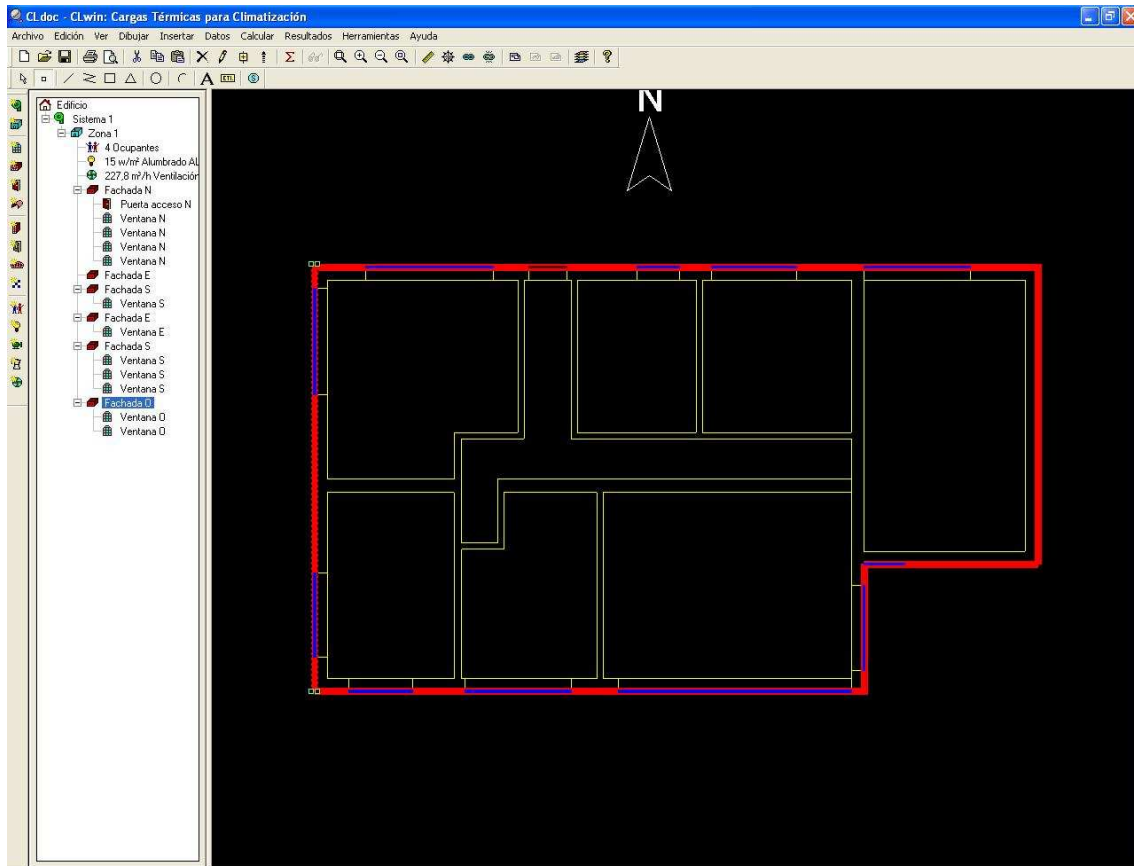 CLdoc - CLwin: Cargas Térmicas para Climatización
Archivo Edición Ver Dibujar Insertar Datos Calcular Resultados Herramientas Ayuda
A
Edificio
Sistema 1
Zona 1
4 Ocupantes
15 w/m² Alumbrado AL
227,8 m³/h Ventilación
Fachada N
Puerta acceso N
Ventana N
Ventana N
Ventana N
Ventana N
Fachada E
Fachada S
Ventana S
Fachada E
Ventana E
Fachada S
Ventana S
Ventana S
Ventana S
Fachada O
Ventana O
Ventana O
N